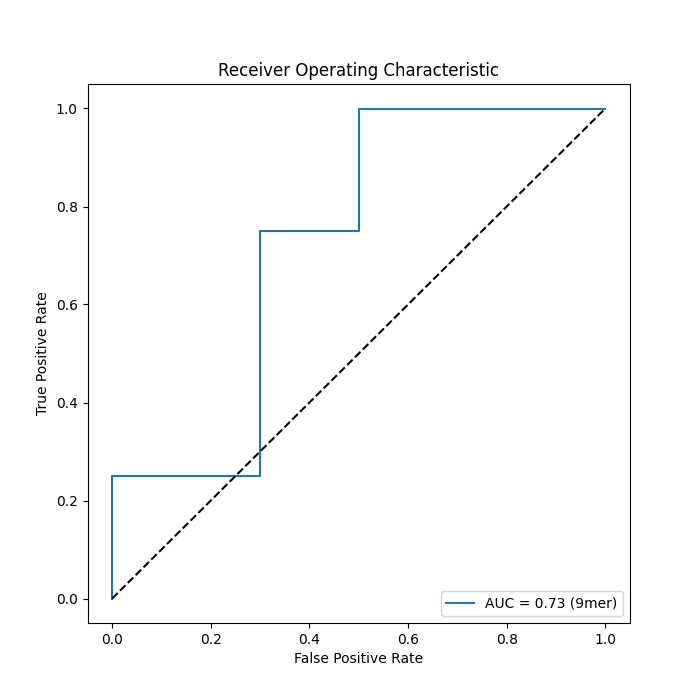 Receiver Operating Characteristic
1.0
0.8
0.6
0.4
0.2
0.0
True Positive Rate
AUC = 0.73 (9mer)
0.0 0.2 0.4 0.6 0.8 1.0
False Positive Rate